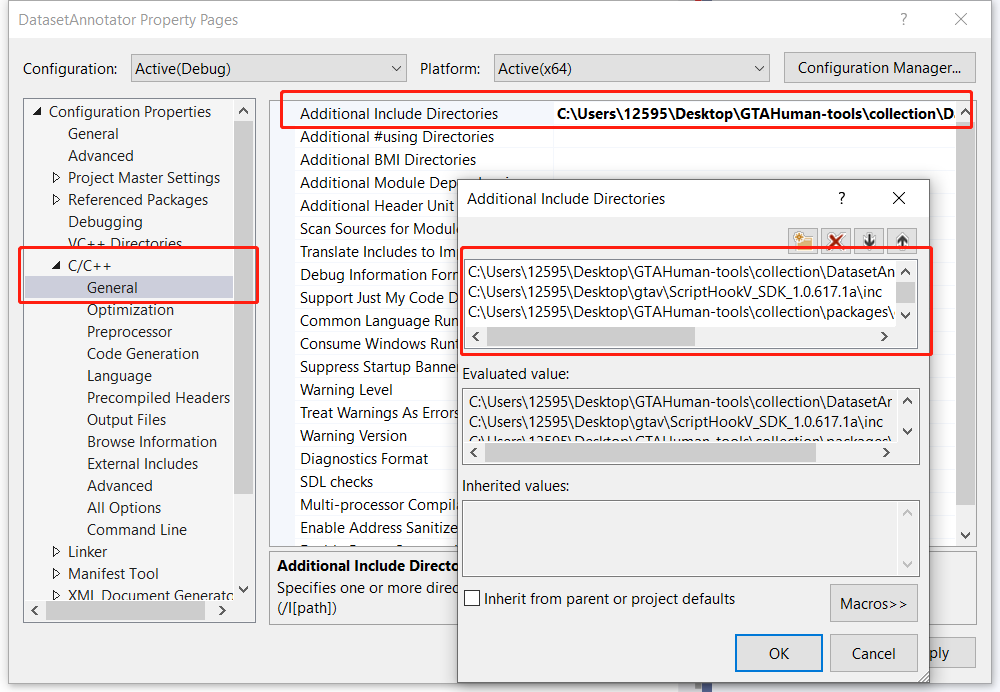 DatasetAnnotator Property Pages
?
Configuration:
Active(Debug)
Platform:
Active(x64)
Configuration Manager...
Configuration Properties
General
Advanced
Project Master Settings
Referenced Packages
Debugging
VC++ Directories
C/C++
General
Optimization
Preprocessor
Code Generation
Language
Precompiled Headers
Output Files
Browse Information
External Includes
Advanced
All Options
Command Line
Linker
Manifest Tool
XML Document Generato
Additional Include Directories
C:\Users\12595\Desktop\GTAHuman-tools\collection\D
Additional #using Directories
Additional BMI Directories
Additional Module Dep
Additional Header Unit
Scan Sources for Modul
Translate Includes to Im
Debug Information Forr
Support Just My Code D
Common Language Run
Consume Windows Runt
Suppress Startup Banne
Warning Level
Treat Warnings As Errors
Warning Version
Diagnostics Format
SDL checks
Multi-processor Compila
Enable Address Sanitize
Additional Include Directo
Specifies one or more direc
(/I[path])
Additional Include Directories
?
C:\Users\12595\Desktop\GTAHuman-tools\collection\DatasetAn
C:\Users\12595\Desktop\gtav\ScriptHookV_SDK_1.0.617.1a\inc
C:\Users\12595\Desktop\GTAHuman-tools\collection\packages\
Evaluated value:
C:\Users\12595\Desktop\GTAHuman-tools\collection\DatasetAr
C:\Users\12595\Desktop\gtav\ScriptHookV_SDK_1.0.617.1a\inc
C:\Users\12595\Desktop\GTAHuman-tools\collection\packages\
Inherited values:
Inherit from parent or project defaults
Macros>>
OK
Cancel
ply